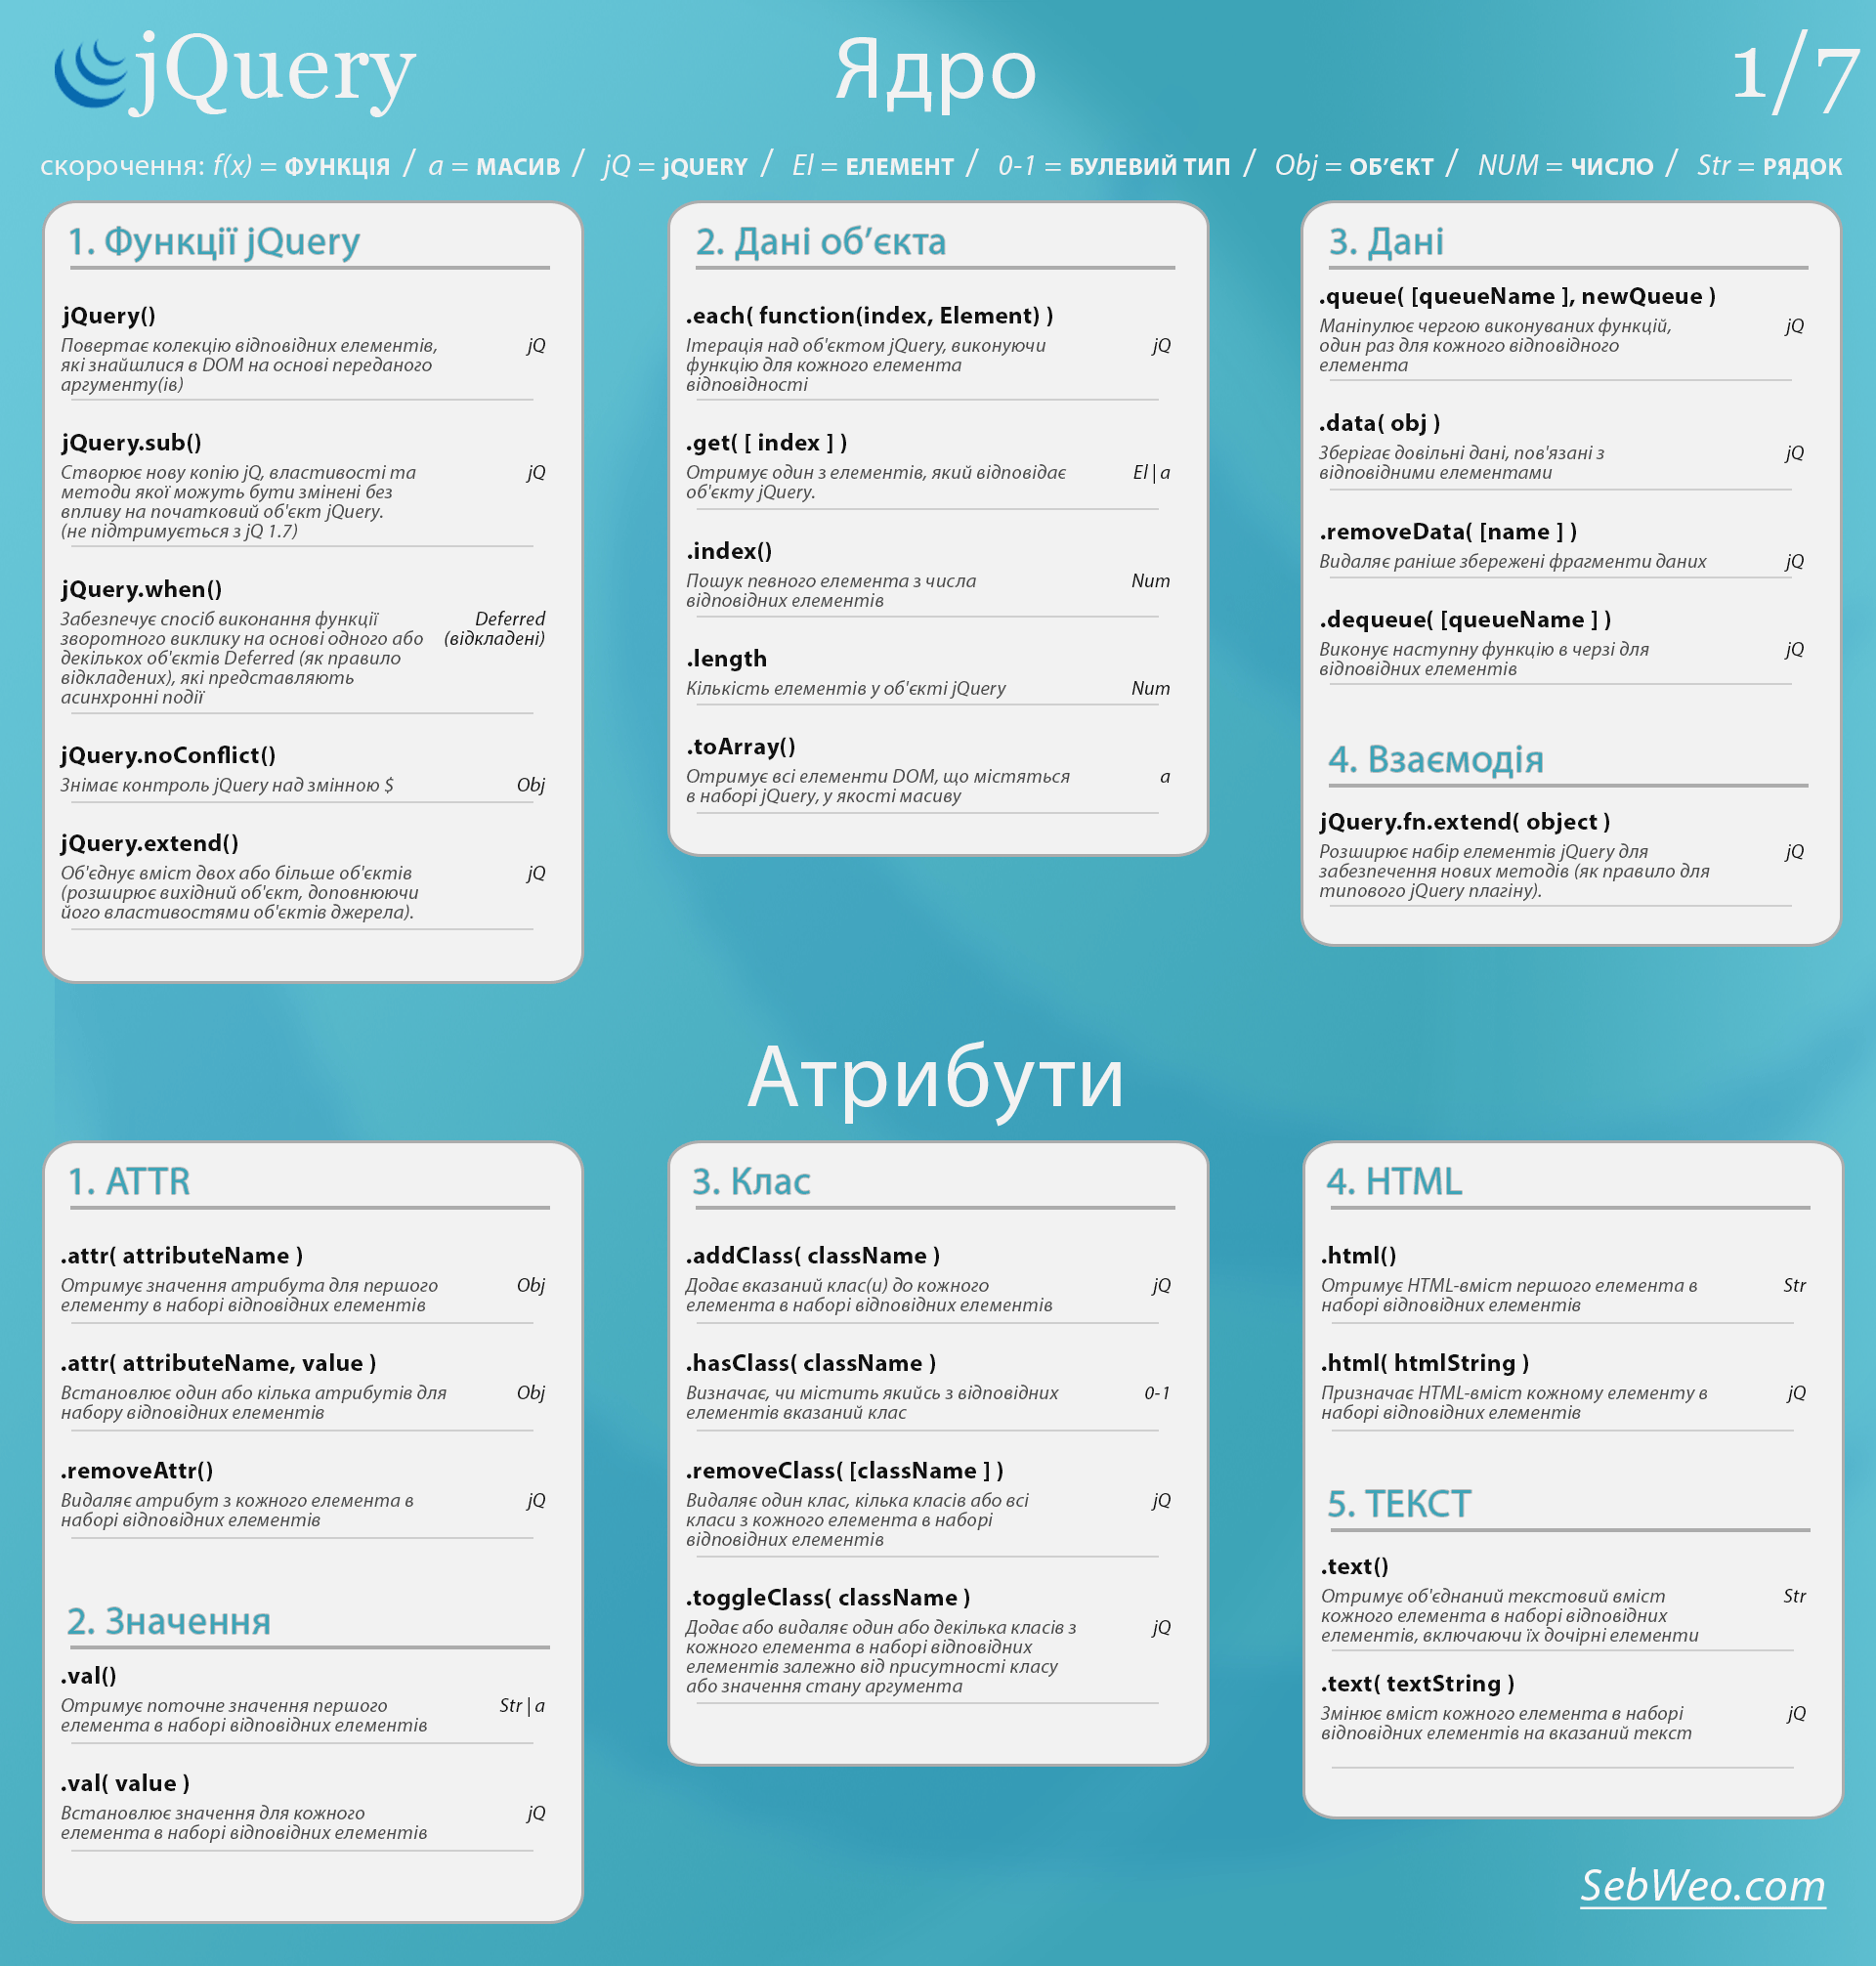 jQuery
Ядро
1/7
скорочення: f(x) = ФУНКЦІЯ / a = МАСИВ / jQ = jQUERY / El = ЕЛЕМЕНТ / 0-1 = БУЛЕВИЙ ТИП / Obj = ОБ’ЄКТ / NUM = ЧИСЛО / Str = РЯДОК
1. Функції jQuery
jQuery()
Повертає колекцію відповідних елементів, jQ
які знайшлися в DOM на основі переданого
аргументу(ів)
jQuery.sub()
Створює нову копію jQ, властивості та jQ
методи якої можуть бути змінені без
впливу на початковий об'єкт jQuery.
(не підтримується з jQ 1.7)
jQuery.when()
Забезпечує спосіб виконання функції Deferred
зворотного виклику на основі одного або (відкладені)
декількох об'єктів Deferred (як правило
відкладених), які представляють
асинхронні події
jQuery.noConflict()
Знімає контроль jQuery над змінною $ Obj
jQuery.extend()
Об'єднує вміст двох або більше об'єктів jQ
(розширює вихідний об'єкт, доповнюючи
його властивостями об'єктів джерела).
2. Дані об’єкта
.each( function(index, Element) )
Ітерація над об'єктом jQuery, виконуючи jQ
функцію для кожного елемента
відповідності
.get( [ index ] )
Отримує один з елементів, який відповідає El | a
об'єкту jQuery.
.index()
Пошук певного елемента з числа Num
відповідних елементів
.length
Кількість елементів у об'єкті jQuery Num
.toArray()
Отримує всі елементи DOM, що містяться a
в наборі jQuery, у якості масиву
3. Дані
.queue( [queueName ], newQueue )
Маніпулює чергою виконуваних функцій, jQ
один раз для кожного відповідного
елемента
.data( obj )
Зберігає довільні дані, пов'язані з jQ
відповідними елементами
.removeData( [name ] )
Видаляє раніше збережені фрагменти даних jQ
.dequeue( [queueName ] )
Виконує наступну функцію в черзі для jQ
відповідних елементів
4. Взаємодія
jQuery.fn.extend( object )
Розширює набір елементів jQuery для jQ
забезпечення нових методів (як правило для
типового jQuery плагіну).
Атрибути
1. ATTR
.attr( attributeName )
Отримує значення атрибута для першого Obj
елементу в наборі відповідних елементів
.attr( attributeName, value )
Встановлює один або кілька атрибутів для Obj
набору відповідних елементів
.removeAttr()
Видаляє атрибут з кожного елемента в jQ
наборі відповідних елементів
2. Значення
.val()
Отримує поточне значення першого Str | a
елемента в наборі відповідних елементів
.val( value )
Встановлює значення для кожного jQ
елемента в наборі відповідних елементів
3. Клас
.addClass( className )
Додає вказаний клас(и) до кожного jQ
елемента в наборі відповідних елементів
.hasClass( className )
Визначає, чи містить якийсь з відповідних 0-1
елементів вказаний клас
.removeClass( [className ] )
Видаляє один клас, кілька класів або всі jQ
класи з кожного елемента в наборі
відповідних елементів
.toggleClass( className )
Додає або видаляє один або декілька класів з jQ
кожного елемента в наборі відповідних
елементів залежно від присутності класу
або значення стану аргумента
4. HTML
.html()
Отримує HTML-вміст першого елемента в Str
наборі відповідних елементів
.html( htmlString )
Призначає HTML-вміст кожному елементу в jQ
наборі відповідних елементів
5. ТЕКСТ
.text()
Отримує об'єднаний текстовий вміст Str
кожного елемента в наборі відповідних
елементів, включаючи їх дочірні елементи
.text( textString )
Змінює вміст кожного елемента в наборі jQ
відповідних елементів на вказаний текст
SebWeo.com